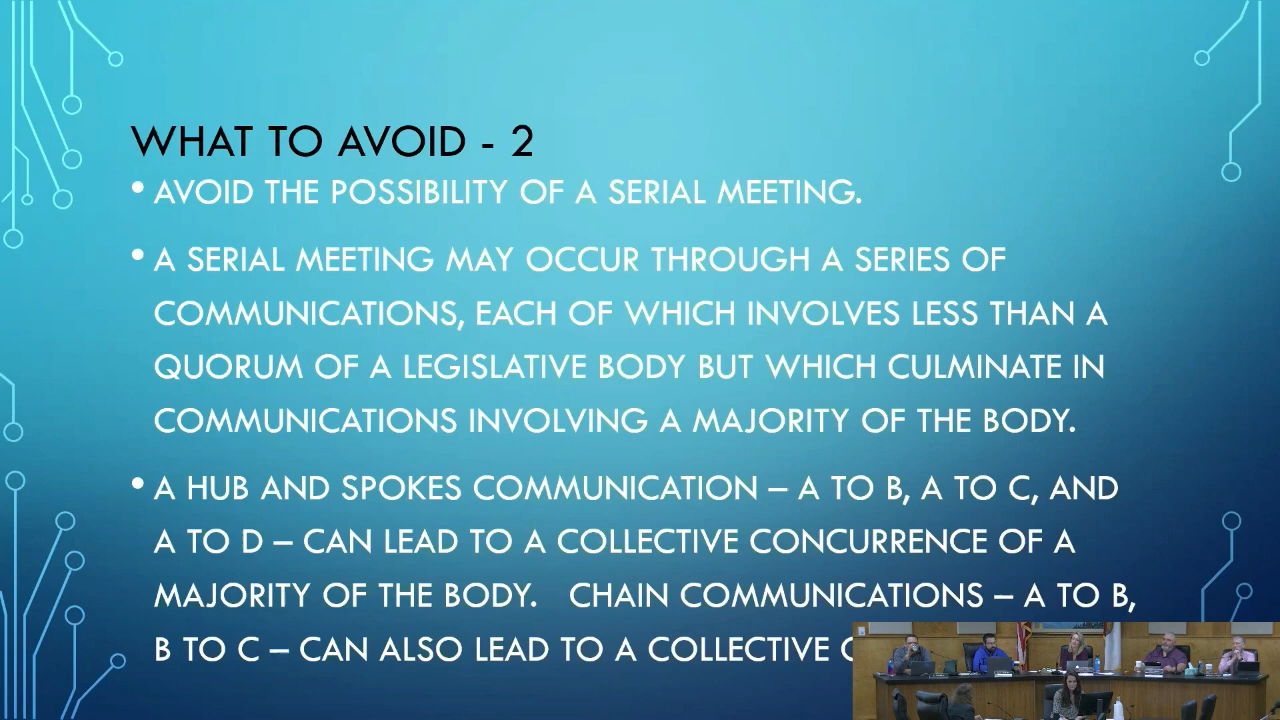 WHAT TO AVOID - 2
• AVOID THE POSSIBILITY OF A SERIAL MEETING.
• A SERIAL MEETING MAY OCCUR THROUGH A SERIES OF
COMMUNICATIONS, EACH OF WHICH INVOLVES LESS THAN A
QUORUM OF A LEGISLATIVE BODY BUT WHICH CULMINATE IN
COMMUNICATIONS INVOLVING A MAJORITY OF THE BODY.
• A HUB AND SPOKES COMMUNICATION – A TO B, A TO C, AND
A TO D – CAN LEAD TO A COLLECTIVE CONCURRENCE OF A
MAJORITY OF THE BODY. CHAIN COMMUNICATIONS – A TO B,
B TO C – CAN ALSO LEAD TO A COLLECTIVE